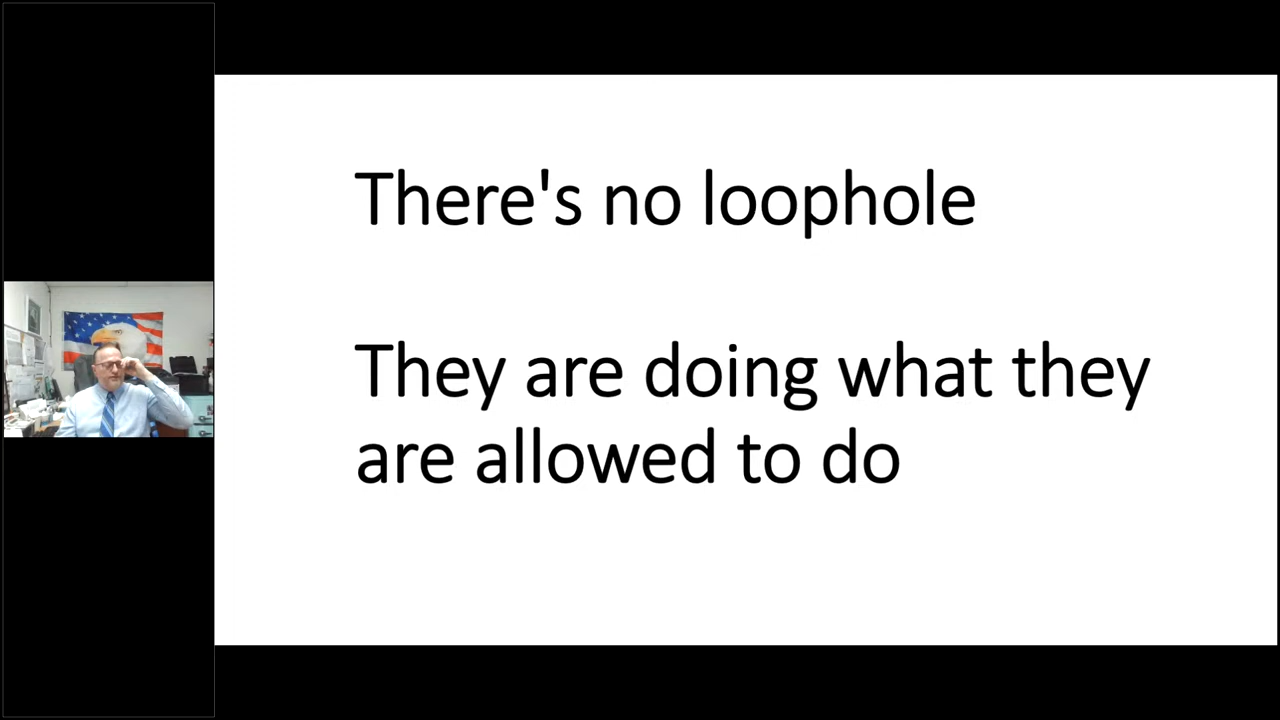 There's no loophole
They are doing what they
are allowed to do